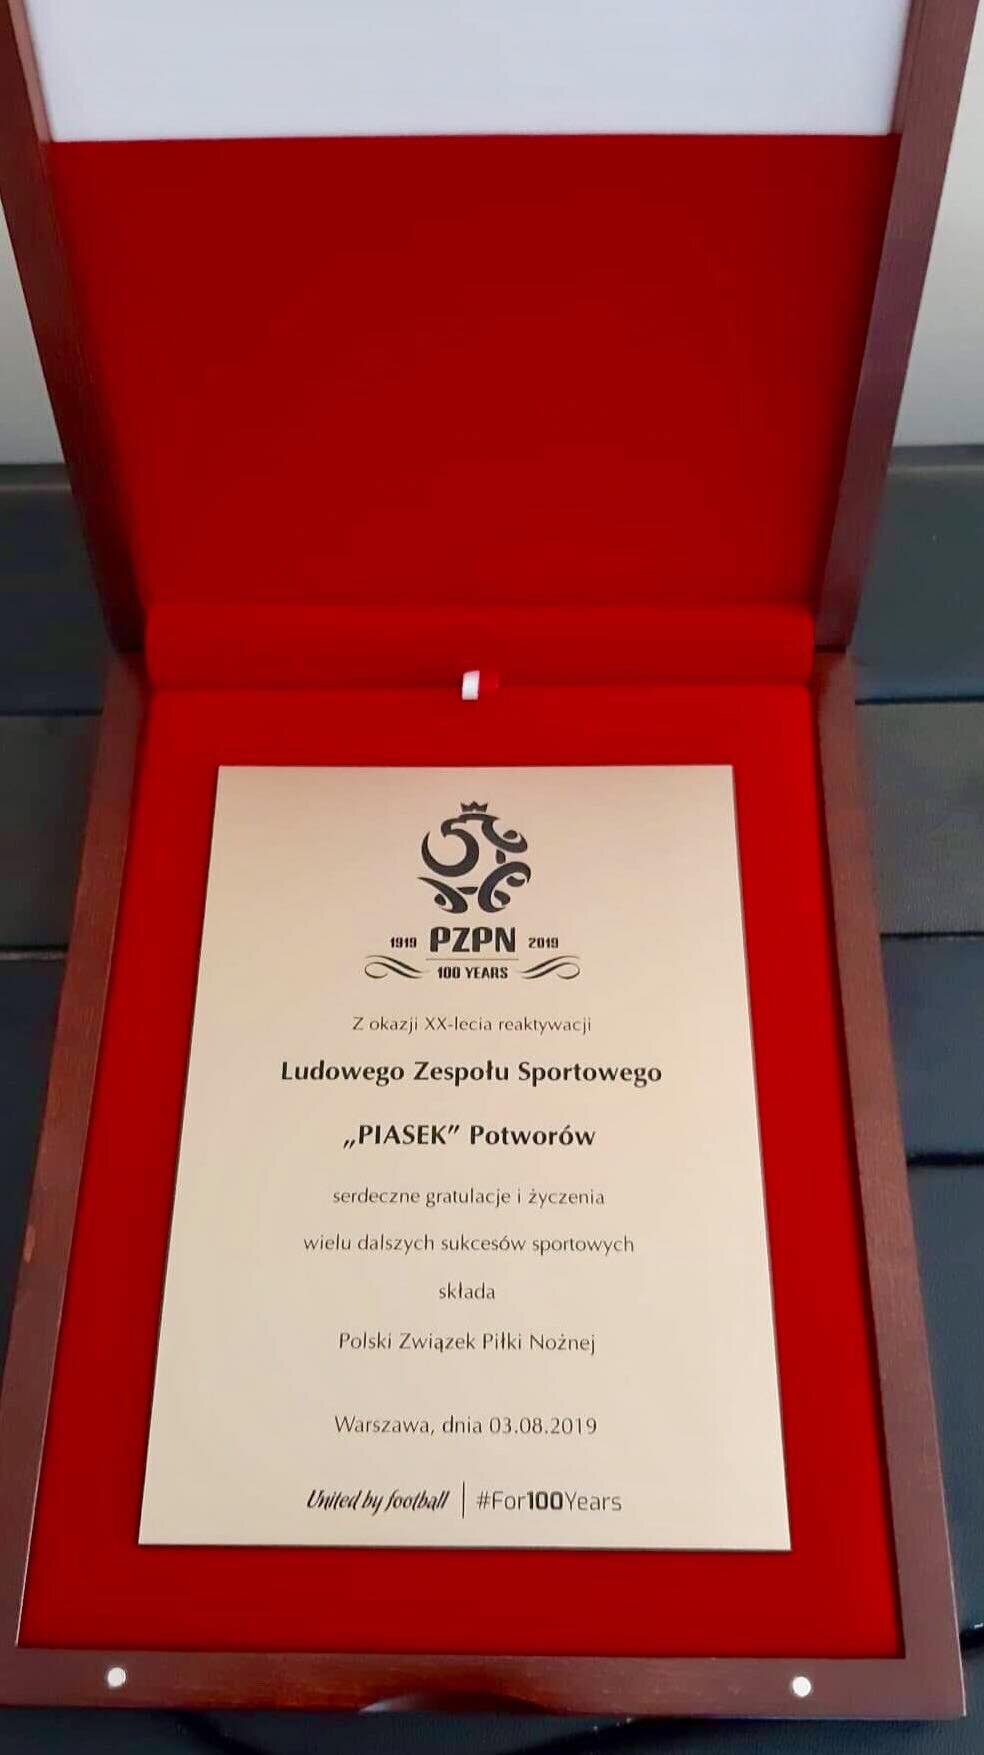 1919 PZPN 2019
100 YEARS
Z okazji XX-lecia reaktywacji
Ludowego Zespołu Sportowego
„PIASEK” Potworów
serdeczne gratulacje i życzenia
wielu dalszych sukcesów sportowych
składa
Polski Związek Piłki Nożnej
Warszawa, dnia 03.08.2019
United by football | #For100Years